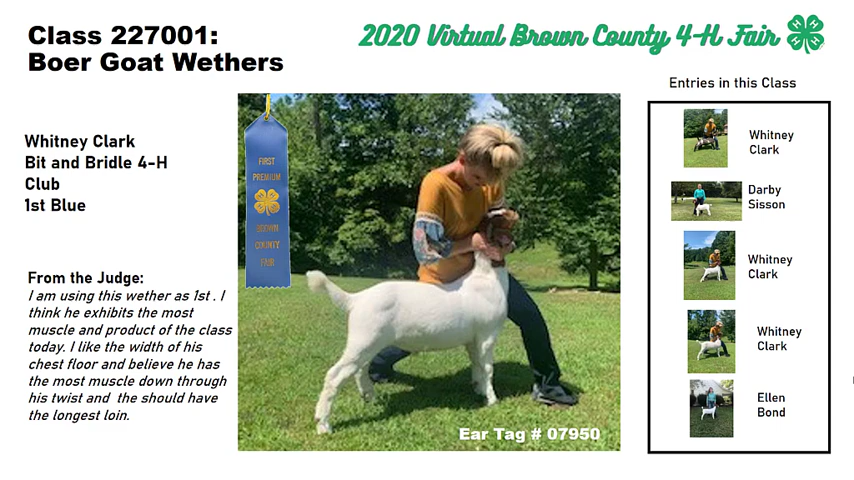 Class 227001:
Boer Goat Wethers
2020 Virtual Brown County 4-H Fair
H H
H H
Whitney Clark
Bit and Bridle 4-H
Club
1st Blue
From the Judge:
I am using this wether as 1st . I
think he exhibits the most
muscle and product of the class
today. I like the width of his
chest floor and believe he has
the most muscle down through
his twist and the should have
the longest loin.
FIRST
PREMIUM
BROWN
COUNTY
FAIR
Ear Tag # 07950
Entries in this Class
Whitney
Clark
Darby
Sisson
Whitney
Clark
Whitney
Clark
Ellen
Bond